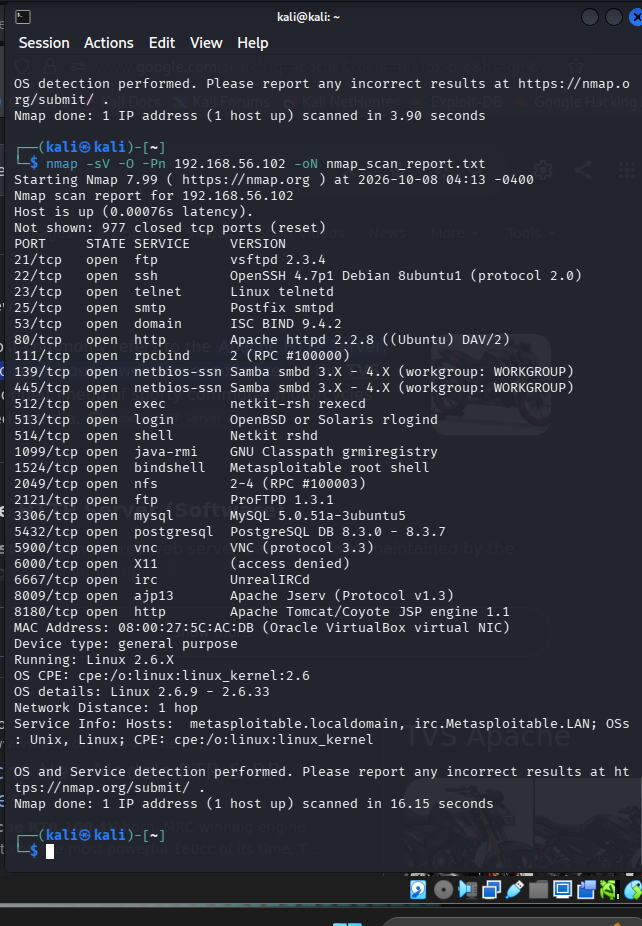 kali@kali: ~
Session Actions Edit View Help
OS detection performed. Please report any incorrect results at https://nmap.o
rg/submit/ .
Nmap done: 1 IP address (1 host up) scanned in 3.90 seconds
┌──(kali㉿kali)-[~]
└─$ nmap -sV -O -Pn 192.168.56.102 -oN nmap_scan_report.txt
Starting Nmap 7.99 ( https://nmap.org ) at 2026-10-08 04:13 -0400
Nmap scan report for 192.168.56.102
Host is up (0.00076s latency).
Not shown: 977 closed tcp ports (reset)
PORT     STATE SERVICE     VERSION
21/tcp   open  ftp         vsftpd 2.3.4
22/tcp   open  ssh         OpenSSH 4.7p1 Debian 8ubuntu1 (protocol 2.0)
23/tcp   open  telnet      Linux telnetd
25/tcp   open  smtp        Postfix smtpd
53/tcp   open  domain      ISC BIND 9.4.2
80/tcp   open  http        Apache httpd 2.2.8 ((Ubuntu) DAV/2)
111/tcp  open  rpcbind     2 (RPC #100000)
139/tcp  open  netbios-ssn Samba smbd 3.X - 4.X (workgroup: WORKGROUP)
445/tcp  open  netbios-ssn Samba smbd 3.X - 4.X (workgroup: WORKGROUP)
512/tcp  open  exec        netkit-rsh rexecd
513/tcp  open  login       OpenBSD or Solaris rlogind
514/tcp  open  shell       Netkit rshd
1099/tcp open  java-rmi    GNU Classpath grmiregistry
1524/tcp open  bindshell   Metasploitable root shell
2049/tcp open  nfs         2-4 (RPC #100003)
2121/tcp open  ftp         ProFTPD 1.3.1
3306/tcp open  mysql       MySQL 5.0.51a-3ubuntu5
5432/tcp open  postgresql  PostgreSQL DB 8.3.0 - 8.3.7
5900/tcp open  vnc         VNC (protocol 3.3)
6000/tcp open  X11         (access denied)
6667/tcp open  irc         UnrealIRCd
8009/tcp open  ajp13       Apache Jserv (Protocol v1.3)
8180/tcp open  http        Apache Tomcat/Coyote JSP engine 1.1
MAC Address: 08:00:27:5C:AC:DB (Oracle VirtualBox virtual NIC)
Device type: general purpose
Running: Linux 2.6.X
OS CPE: cpe:/o:linux:linux_kernel:2.6
OS details: Linux 2.6.9 - 2.6.33
Network Distance: 1 hop
Service Info: Hosts:  metasploitable.localdomain, irc.Metasploitable.LAN; OSs
: Unix, Linux; CPE: cpe:/o:linux:linux_kernel
TVS Apache
OS and Service detection performed. Please report any incorrect results at ht
tps://nmap.org/submit/ .
Nmap done: 1 IP address (1 host up) scanned in 16.15 seconds
┌──(kali㉿kali)-[~]
└─$